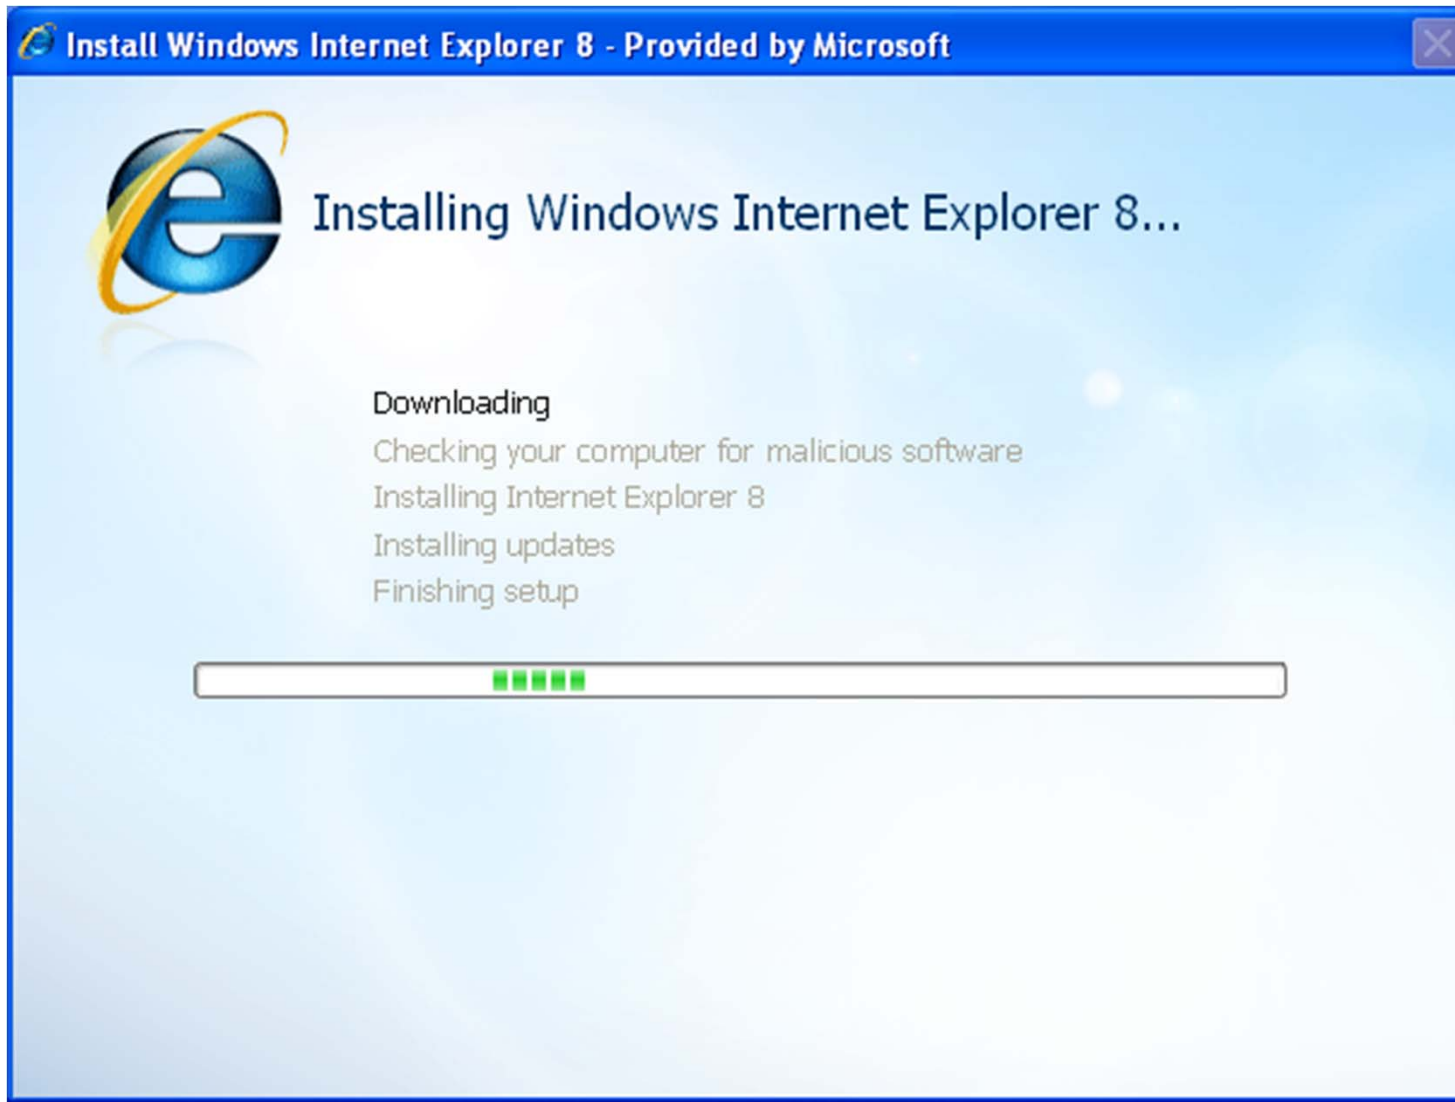 Install Windows Internet Explorer 8 - Provided by Microsoft
Installing Windows Internet Explorer 8...
Downloading
Checking your computer for malicious software
Installing Internet Explorer 8
Installing updates
Finishing setup